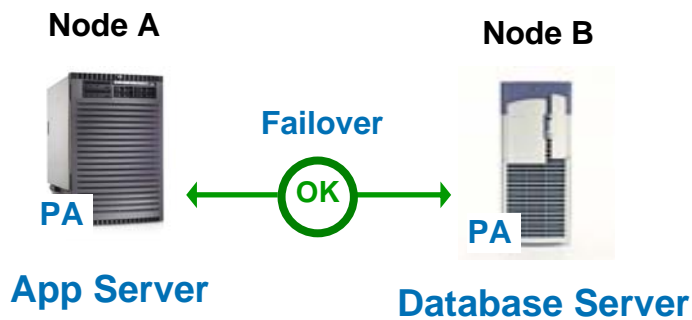 Node A
Node B
Failover
OK
PA
PA
App Server
Database Server